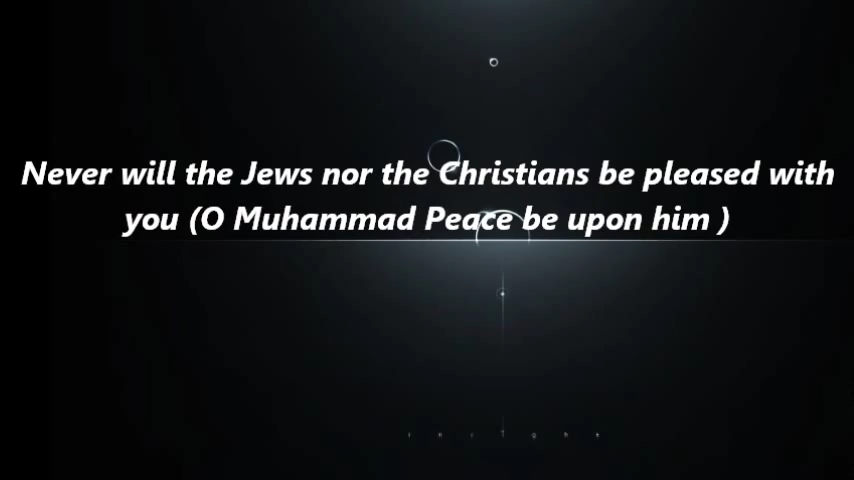 Never will the Jews nor the Christians be pleased with
you (O Muhammad Peace be upon him )